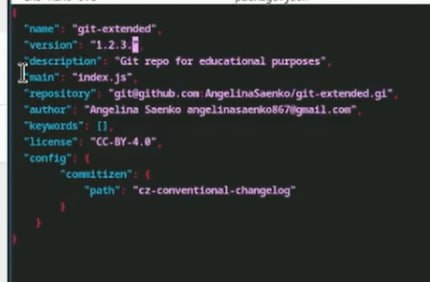 {
"name": "git-extended",
"version": "1.2.3."
"description": "Git repo for educational purposes",
"main": "index.js",
"repository": "git@github.com:AngelinaSaenko/git-extended.gi",
"author": "Angelina Saenko angelinasaenko867@gmail.com",
"keywords": [],
"license": "CC-BY-4.0",
"config": {
"commitizen": {
"path": "cz-conventional-changelog"
}
}
}